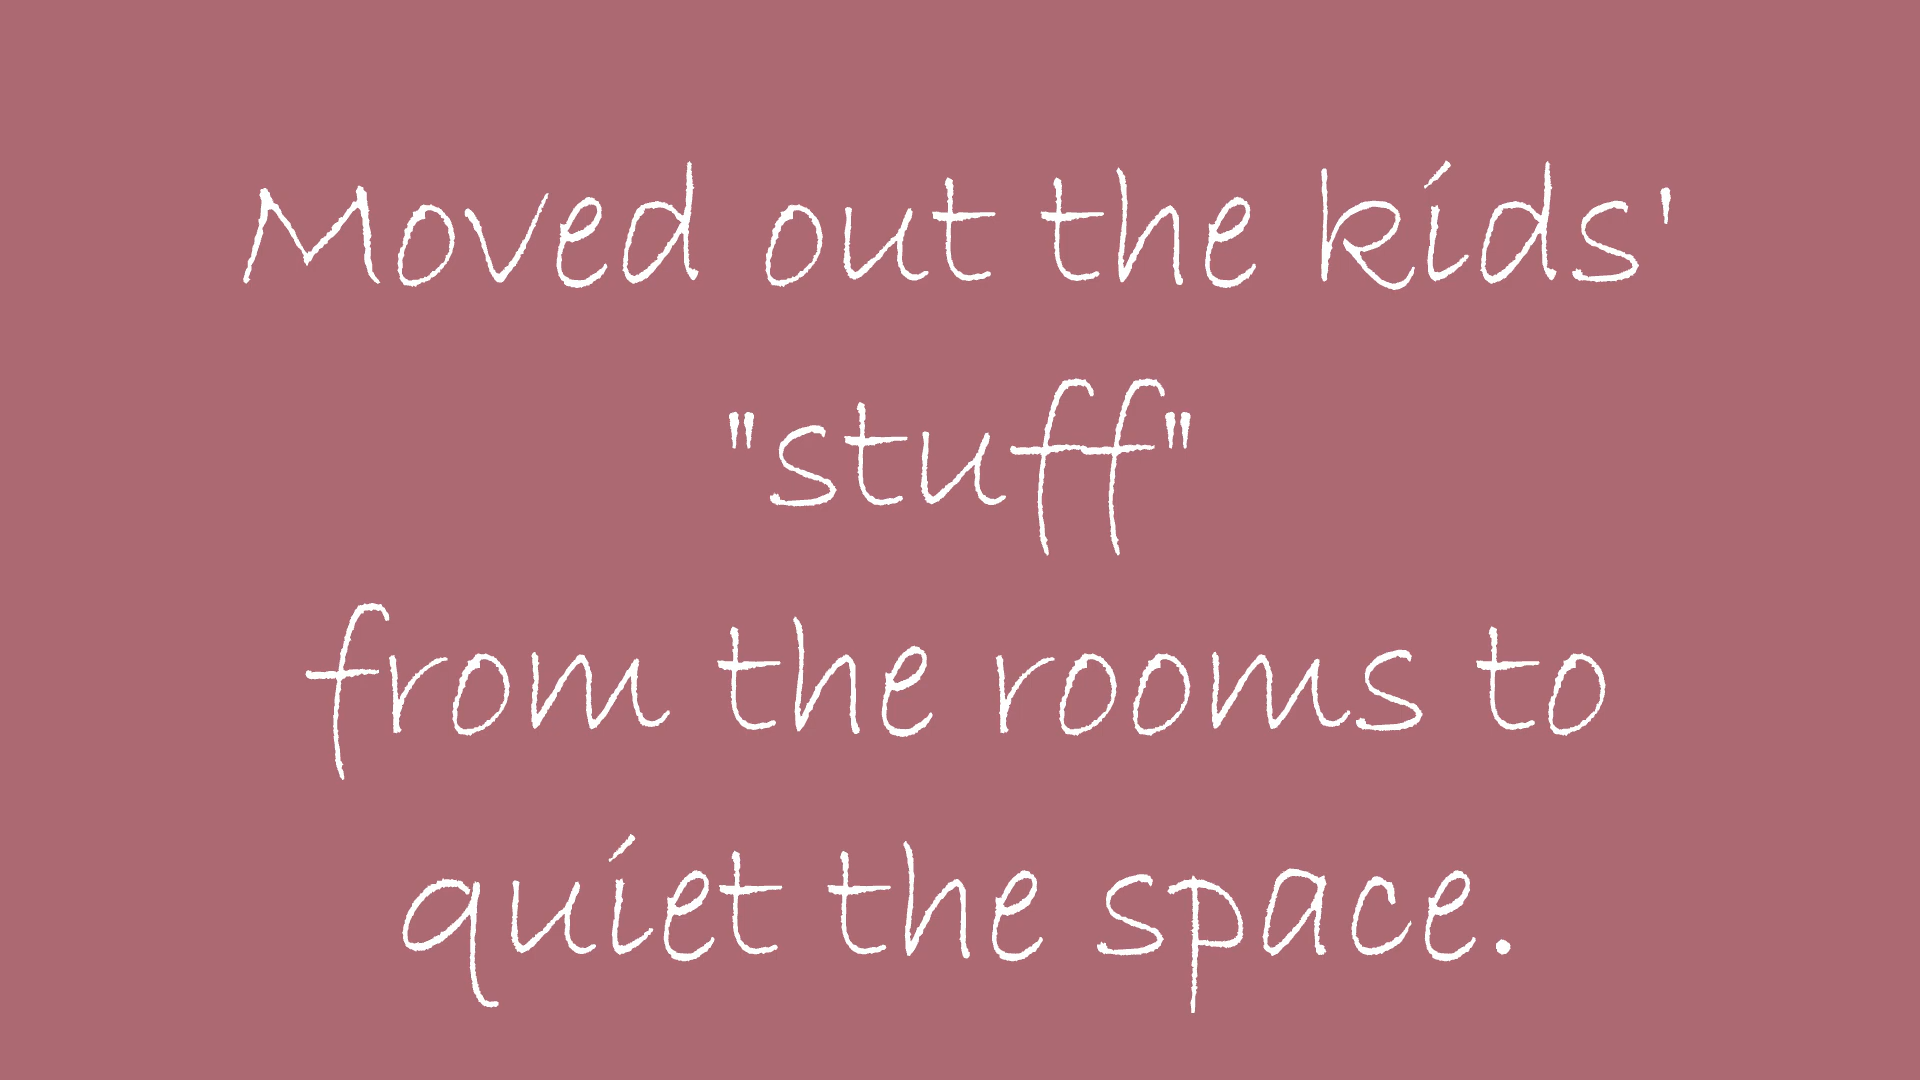 Moved out the kids'
"stuff"
from the rooms to
quiet the space.